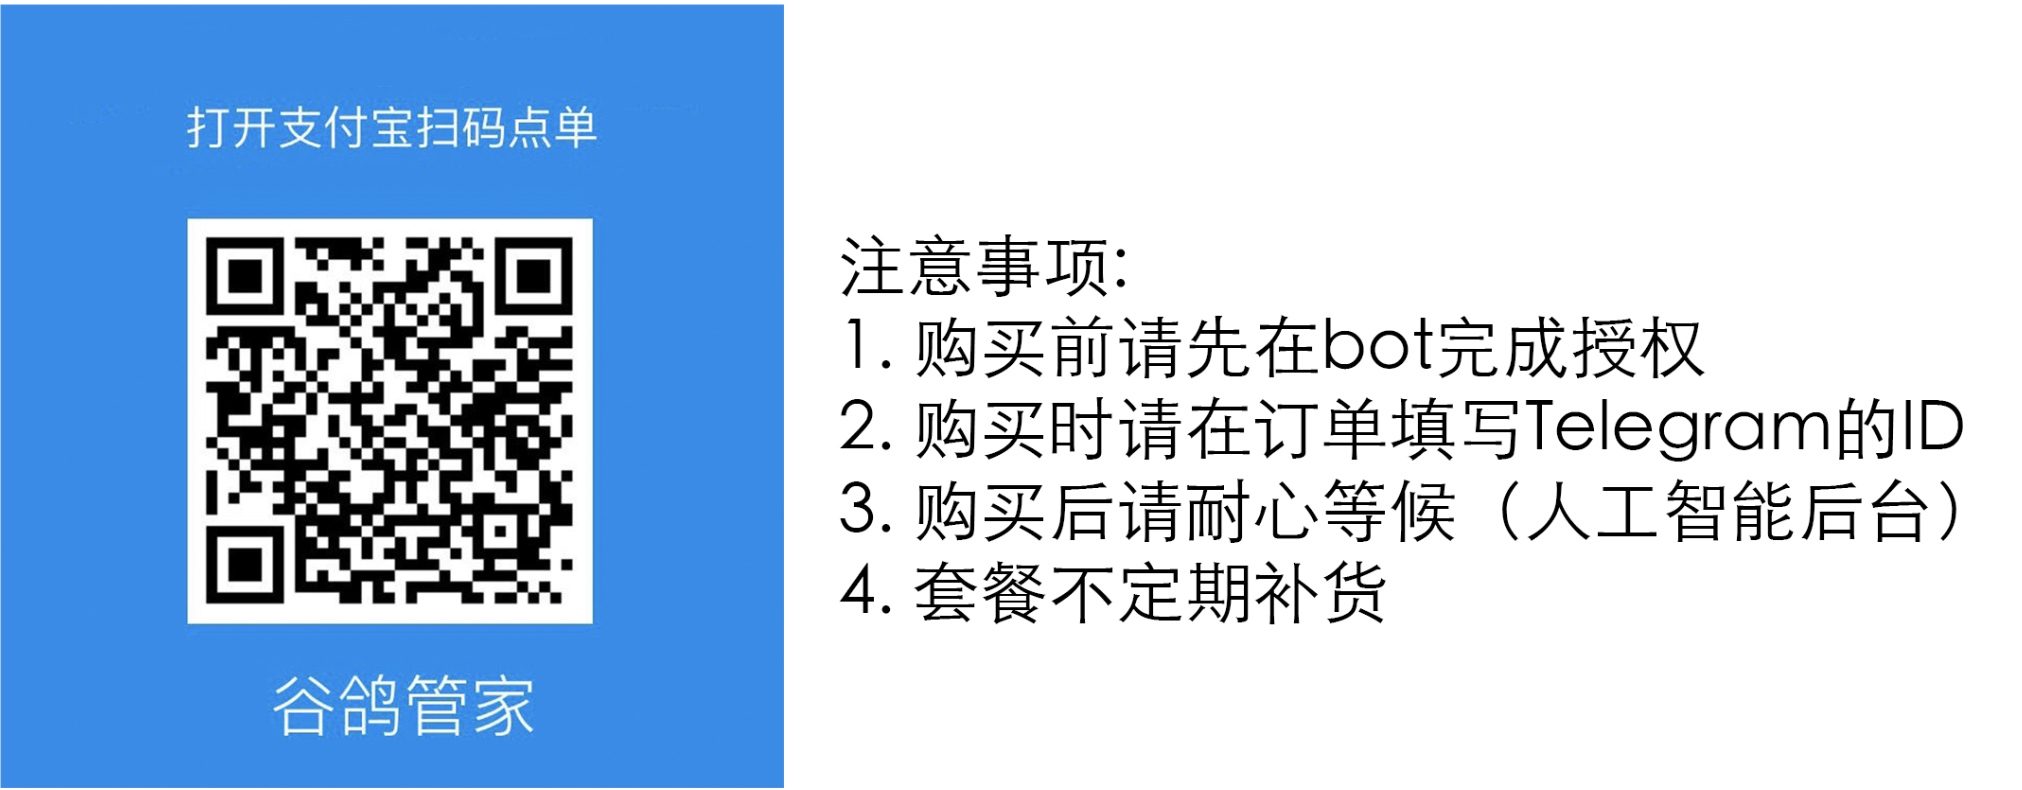 打开支付宝扫码点单
谷鸽管家
注意事项:
1. 购买前请先在bot完成授权
2. 购买时请在订单填写Telegram的ID
3. 购买后请耐心等候（人工智能后台）
4. 套餐不定期补货